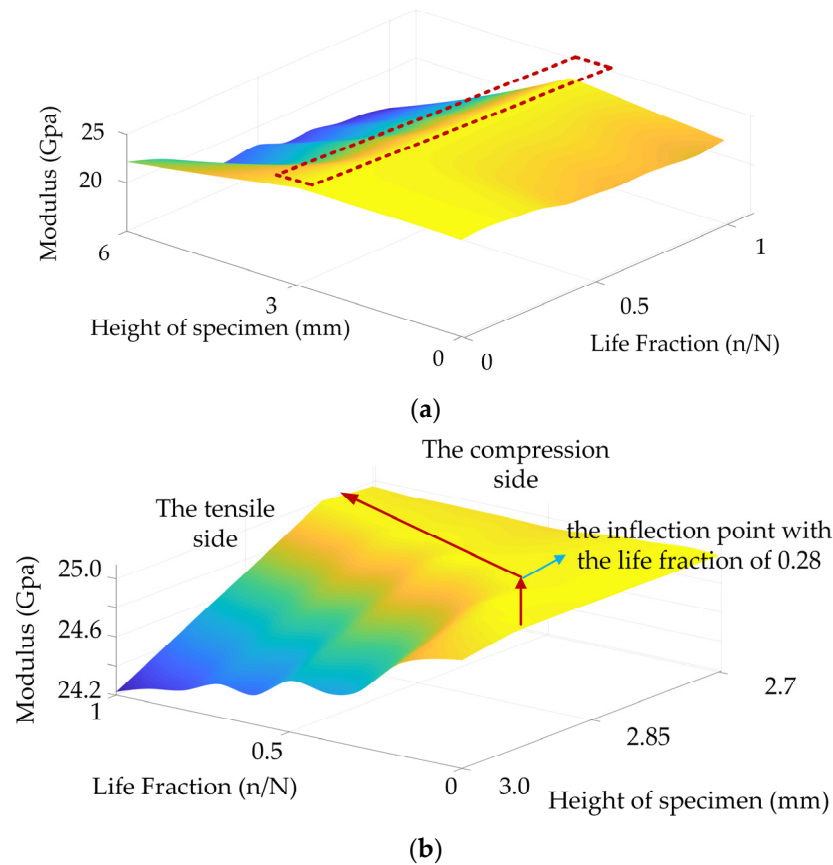 25
20
Modulus (Gpa)
6
3
0
Height of specimen (mm)
0
0.5
1
Life Fraction (n/N)
(a)
The compression
side
The tensile
side
the inflection point with
the life fraction of 0.28
25.0
24.6
24.2
Modulus (Gpa)
1
0.5
0
Life Fraction (n/N)
3.0
2.85
2.7
Height of specimen (mm)
(b)